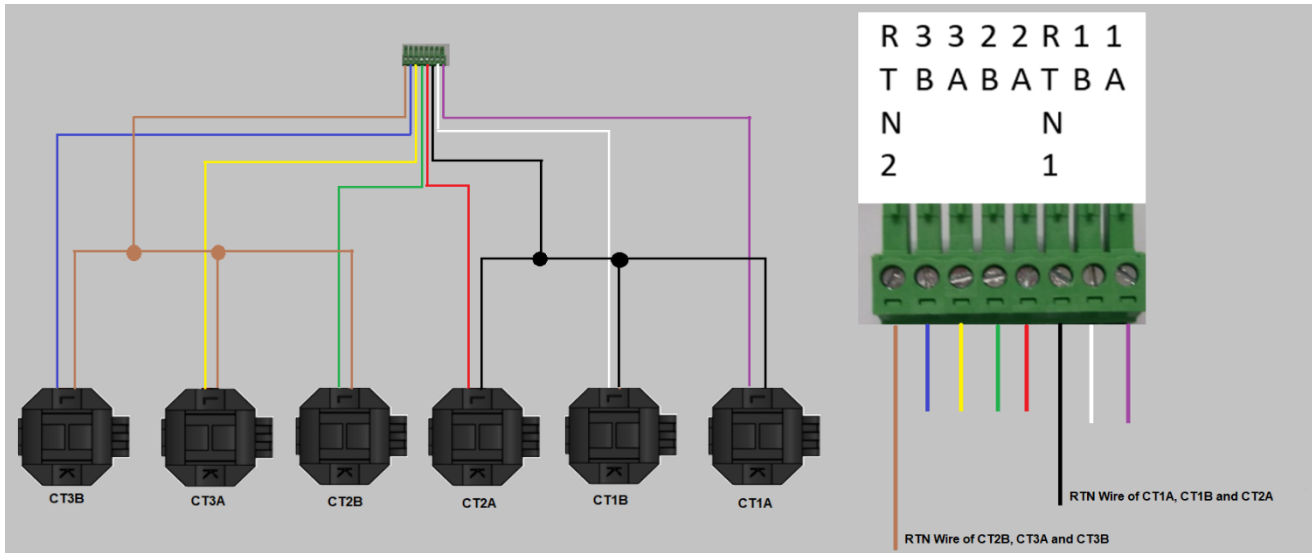 R 3 3 2 2 R 1 1
T B A B A T B A
N N
2 1
L L L L L L
K K K K K K
CT3B CT3A CT2B CT2A CT1B CT1A
RTN Wire of CT1A, CT1B and CT2A
RTN Wire of CT2B, CT3A and CT3B